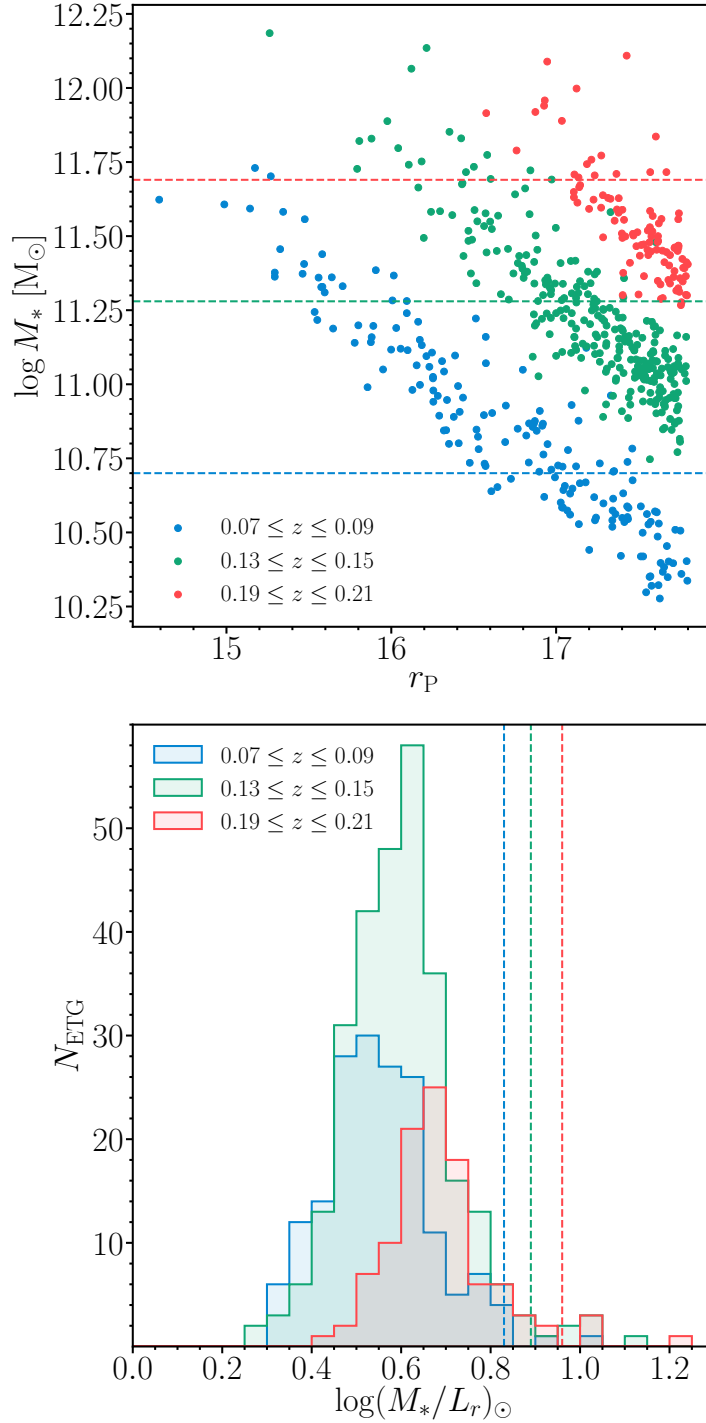 12.25
12.00
11.75
11.50
11.25
11.00
10.75
10.50
10.25
log M* [M⊙]
0.07 ≤ z ≤ 0.09
0.13 ≤ z ≤ 0.15
0.19 ≤ z ≤ 0.21
15 16 17
r_P
0.07 ≤ z ≤ 0.09
0.13 ≤ z ≤ 0.15
0.19 ≤ z ≤ 0.21
50
40
30
20
10
N_ETG
0.0 0.2 0.4 0.6 0.8 1.0 1.2
log(M*/L_r)⊙